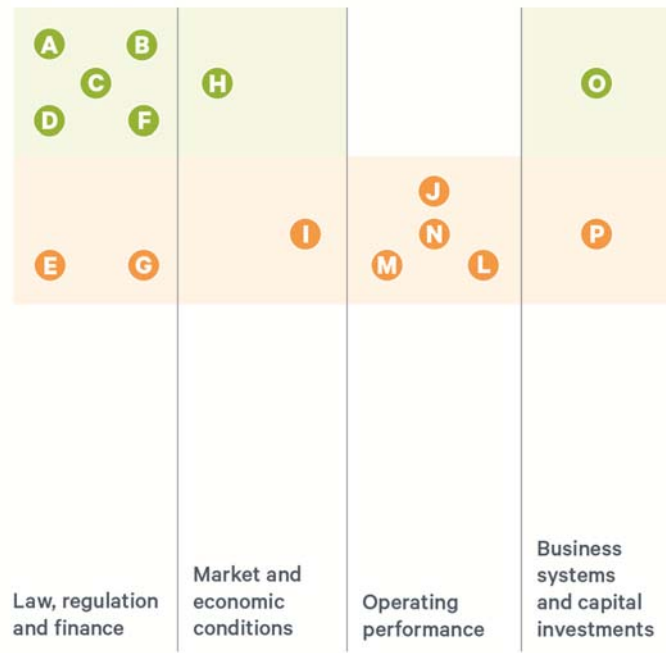 A B
C H O
D F
J
I N P
E G M L
Law, regulation
and finance
Market and
economic
conditions
Operating
performance
Business
systems
and capital
investments